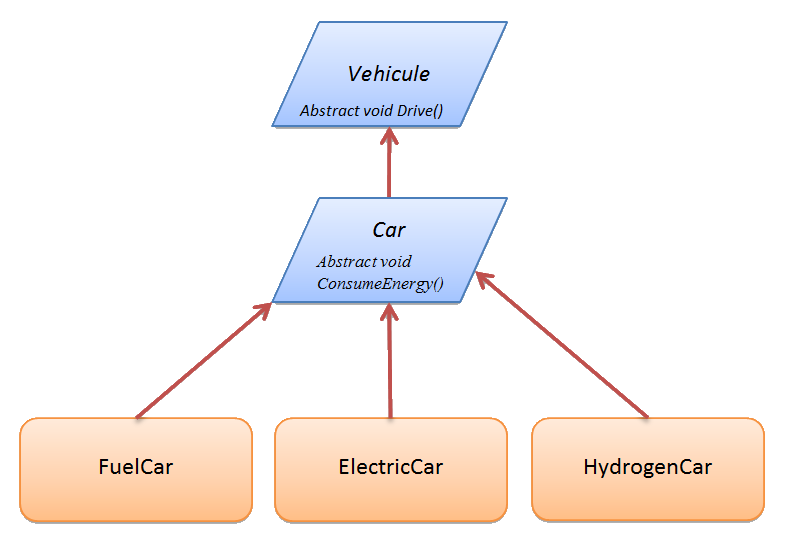 Vehicule
Abstract void Drive()
Car
Abstract void
ConsumeEnergy()
FuelCar
ElectricCar
HydrogenCar